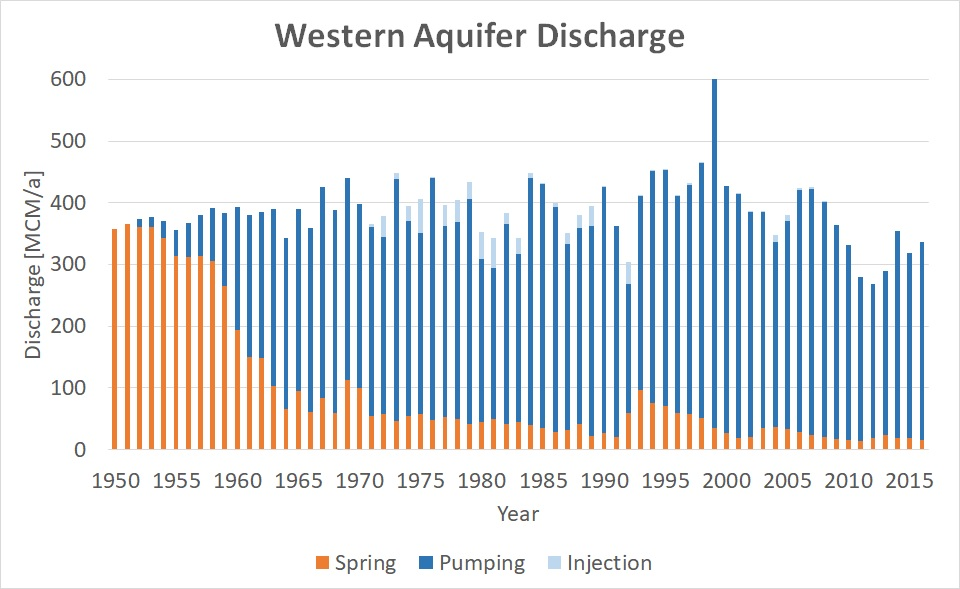 Western Aquifer Discharge
Discharge [MCM/a]
600
500
400
300
200
100
0
1950 1955 1960 1965 1970 1975 1980 1985 1990 1995 2000 2005 2010 2015
Year
Spring Pumping Injection